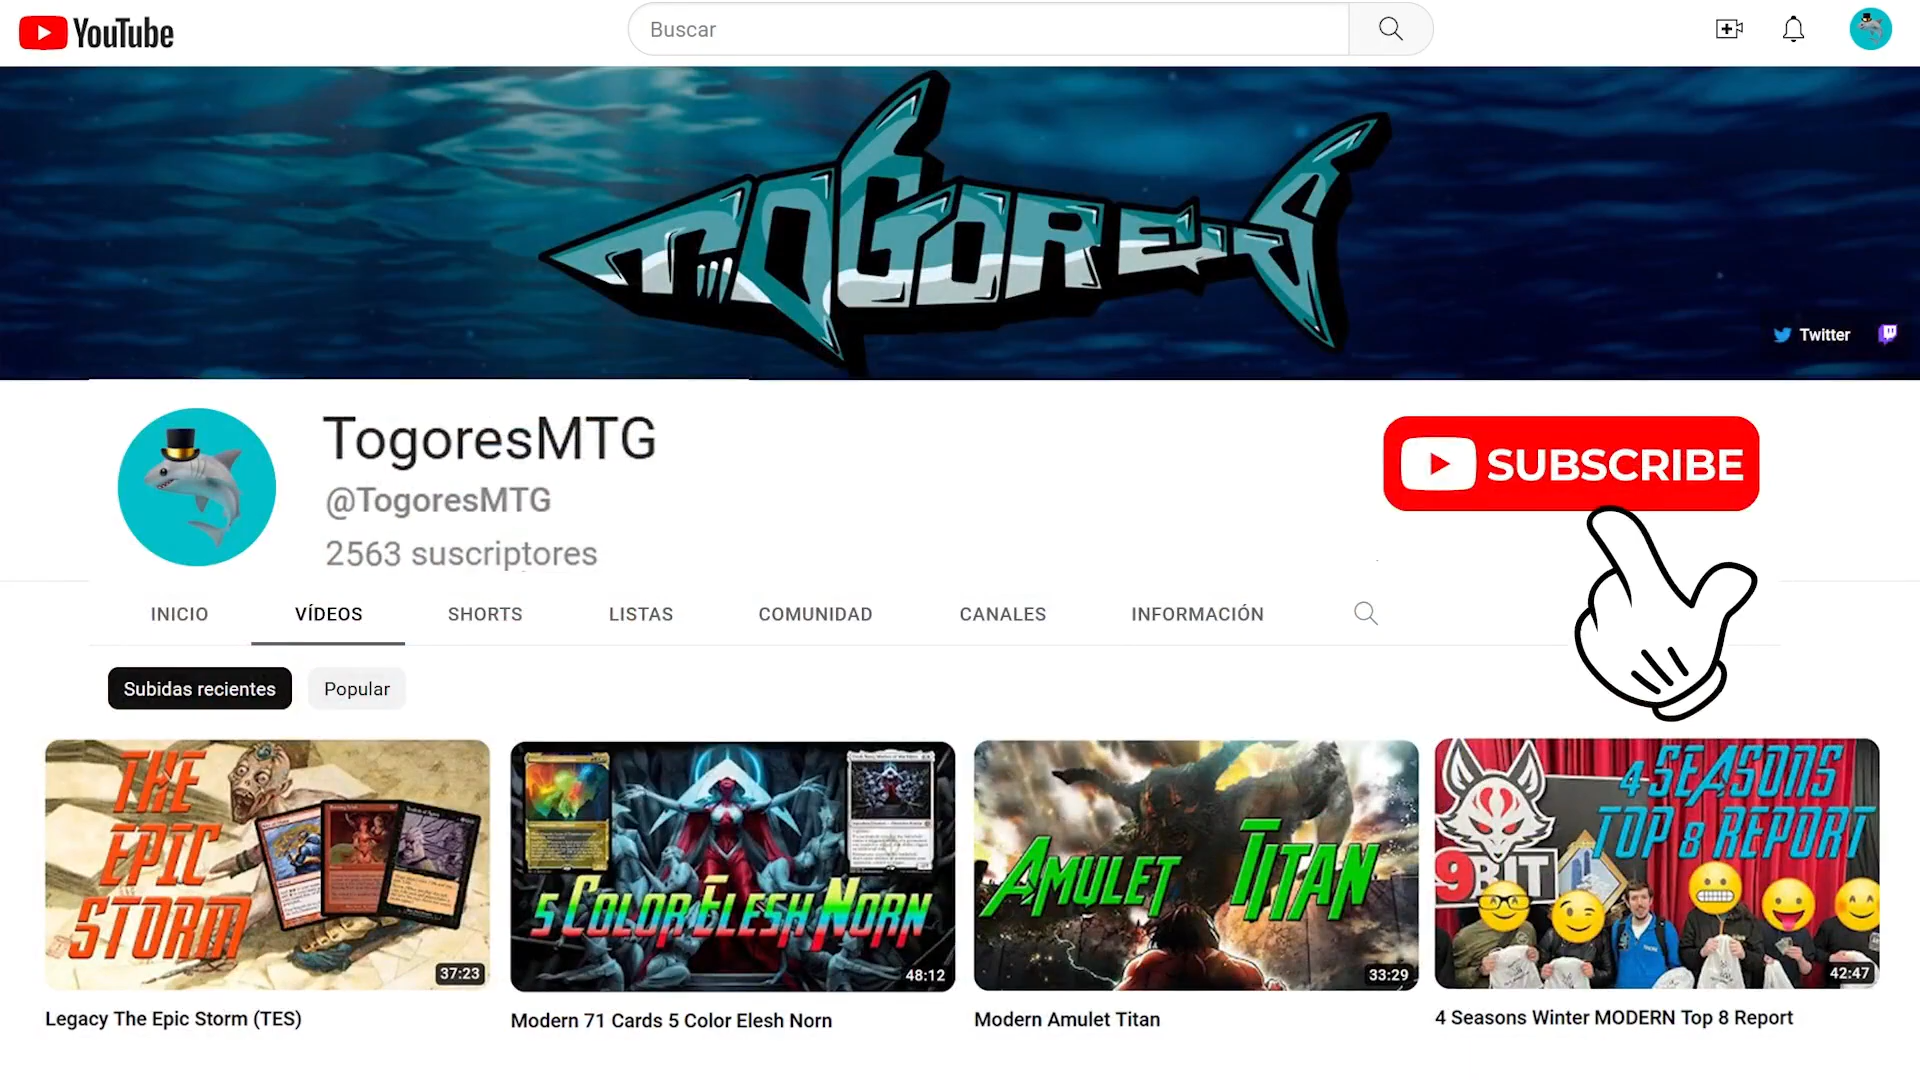 YouTube
Buscar
TOGORES
Twitter
TogoresMTG
@TogoresMTG
2563 suscriptores
SUBSCRIBE
INICIO
VÍDEOS
SHORTS
LISTAS
COMUNIDAD
CANALES
INFORMACIÓN
Subidas recientes
Popular
THE
EPIC
STORM
37:23
5 COLOR ELESH NORN
48:12
AMULET TITAN
33:29
4 SEASONS
TOP 8 REPORT
9BIT
42:47
Legacy The Epic Storm (TES)
Modern 71 Cards 5 Color Elesh Norn
Modern Amulet Titan
4 Seasons Winter MODERN Top 8 Report